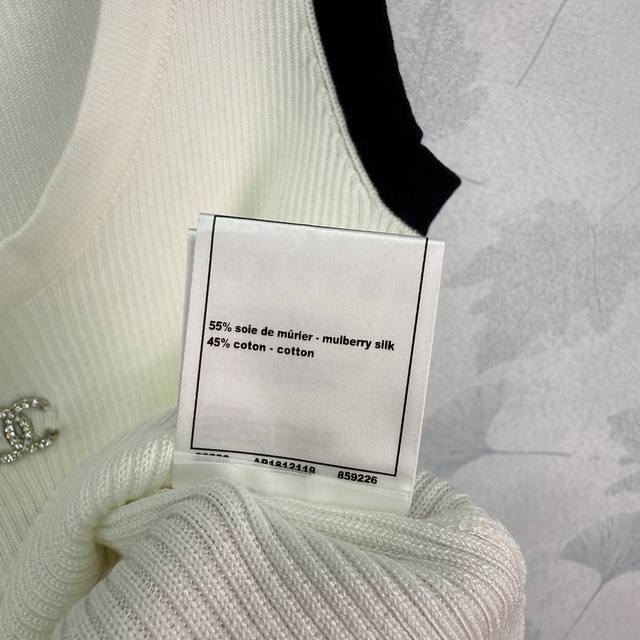 55% soie de mûrier - mulberry silk
45% coton - cotton
859226